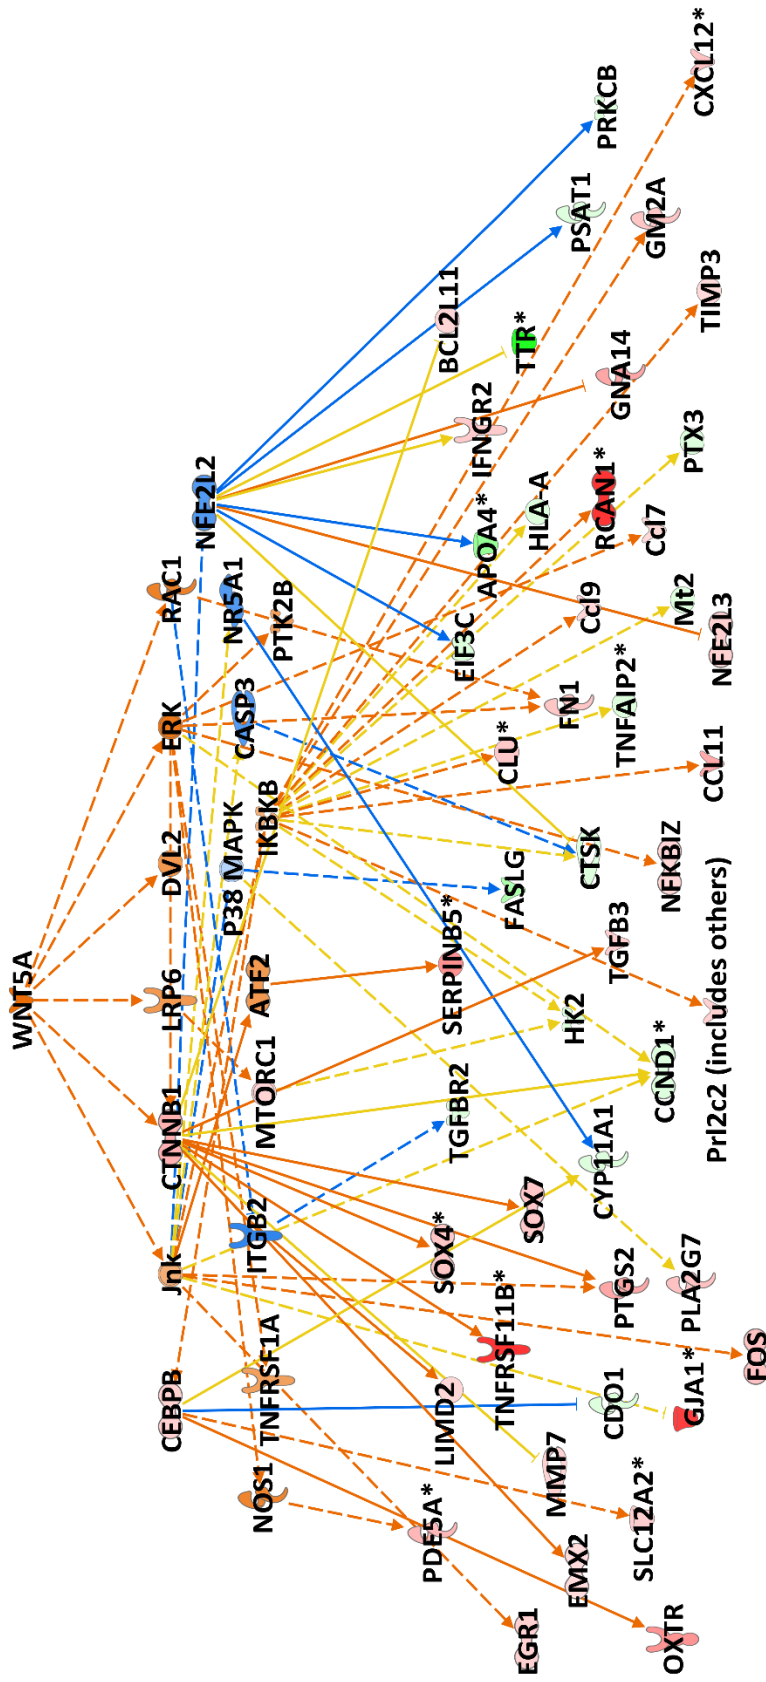 WNT5A
Jnk
CTNNB1
LRP6
DVL2
ERK
RAC1
CEBPB
NFE2L2
NOS1
TNFRSF1A
ITGB2
MTORC1
ATF2
P38 MAPK
IKBKB
CASP3
PTK2B
NR5A1
PDE5A*
LIMD2
SOX4*
TGFBR2
SERPINB5*
EIF3C
APOA4*
IFNGR2
BCL2L11
EGR1
EMX2
MMP7
TNFRSF11B*
SOX7
FASLG
CLU*
HLA-A
TTR*
CDO1
CYP11A1
HK2
CTSK
FN1
Ccl9
RCAN1*
GNA14
PSAT1
PRKCB
OXTR
SLC12A2*
GJA1*
PTGS2
PLA2G7
CCND1*
TGFB3
NFKBIZ
TNFAIP2*
Mt2
Ccl7
PTX3
GM2A
FOS
Prl2c2 (includes others)
CCL11
NFE2L3
TIMP3
CXCL12*